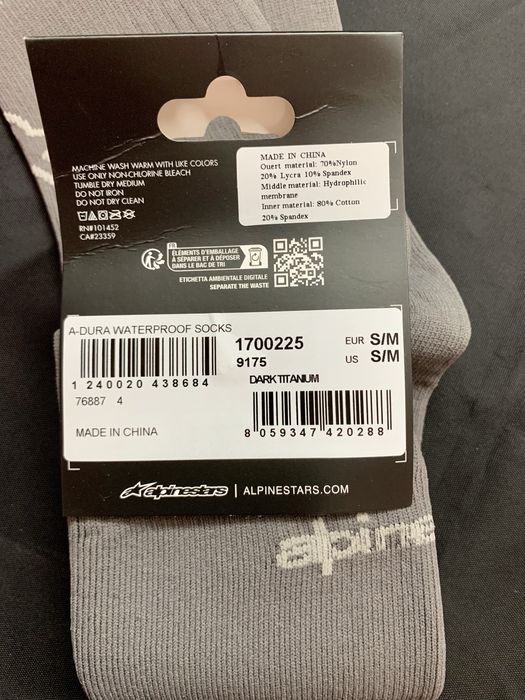 MACHINE WASH WARM WITH LIKE COLORS
USE ONLY NON-CHLORINE BLEACH
TUMBLE DRY MEDIUM
DO NOT IRON
DO NOT DRY CLEAN
RN#101452
CA#23359
MADE IN CHINA
Ouert material: 70%Nylon
20% Lycra 10% Spandex
Middle material: Hydrophilic
membrane
Inner material: 80% Cotton
20% Spandex
FR
ÉLÉMENTS D'EMBALLAGE
À SÉPARER ET À DÉPOSER
DANS LE BAC DE TRI
ETICHETTA AMBIENTALE DIGITALE
SEPARATE THE WASTE
A-DURA WATERPROOF SOCKS
1 240020 438684
76887 4
MADE IN CHINA
1700225
9175
DARK TITANIUM
EUR S/M
US S/M
8 059347 420288
alpinestars | ALPINESTARS.COM
alpine